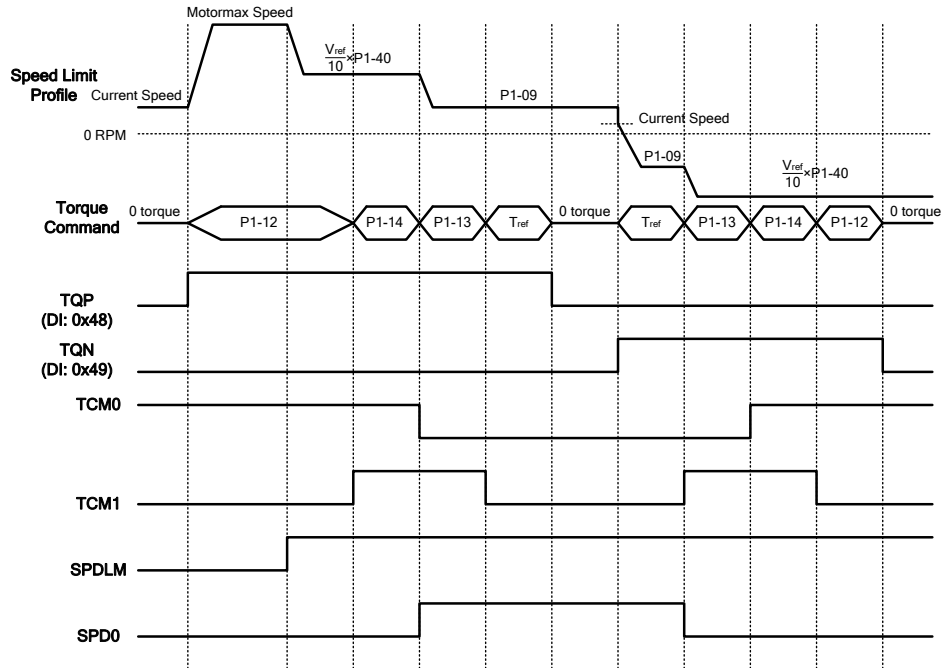 Motormax Speed
Vref
10 ×P1-40
Speed Limit
Profile
Current Speed
P1-09
Current Speed
0 RPM
P1-09
Vref
10 ×P1-40
Torque
Command
0 torque
P1-12
P1-14
P1-13
Tref
0 torque
Tref
P1-13
P1-14
P1-12
0 torque
TQP
(DI: 0x48)
TQN
(DI: 0x49)
TCM0
TCM1
SPDLM
SPD0